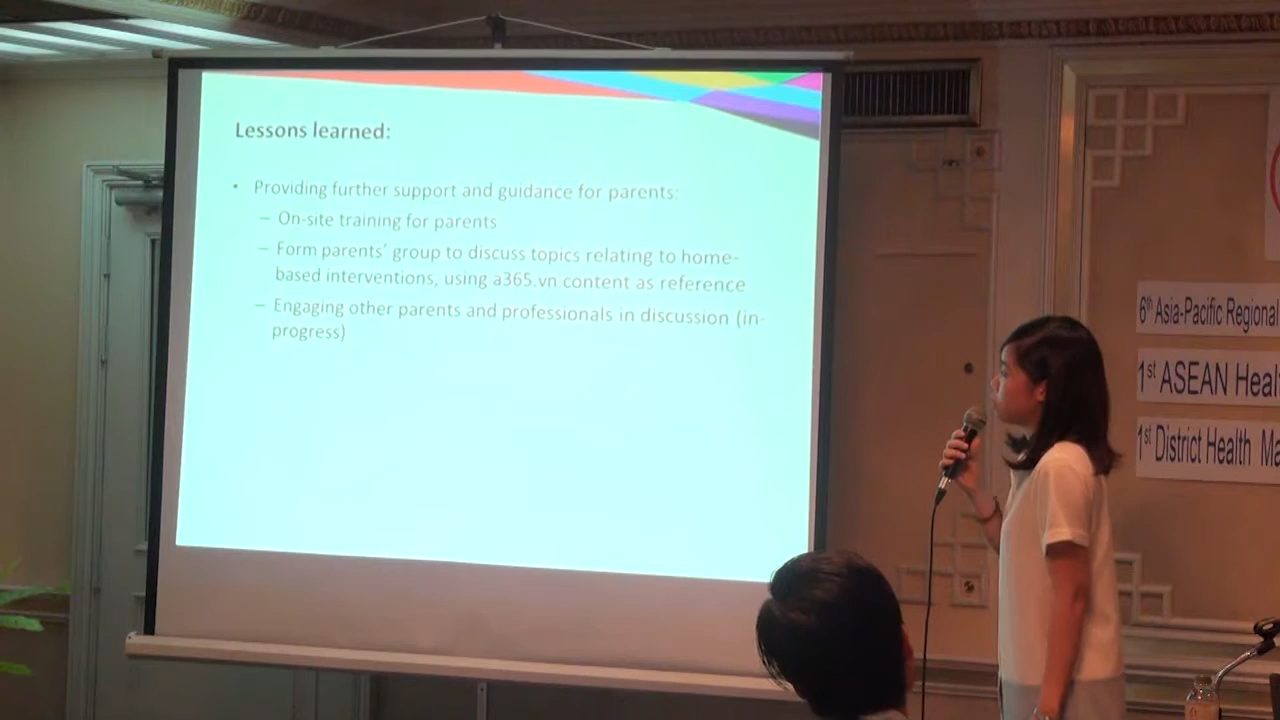 Lessons learned:
• Providing further support and guidance for parents:
– On-site training for parents
– Form parents' group to discuss topics relating to home-
based interventions, using a365.vn content as reference
– Engaging other parents and professionals in discussion (in-
progress)
6th Asia-Pacific Regional
1st ASEAN Heal
1st District Health Ma